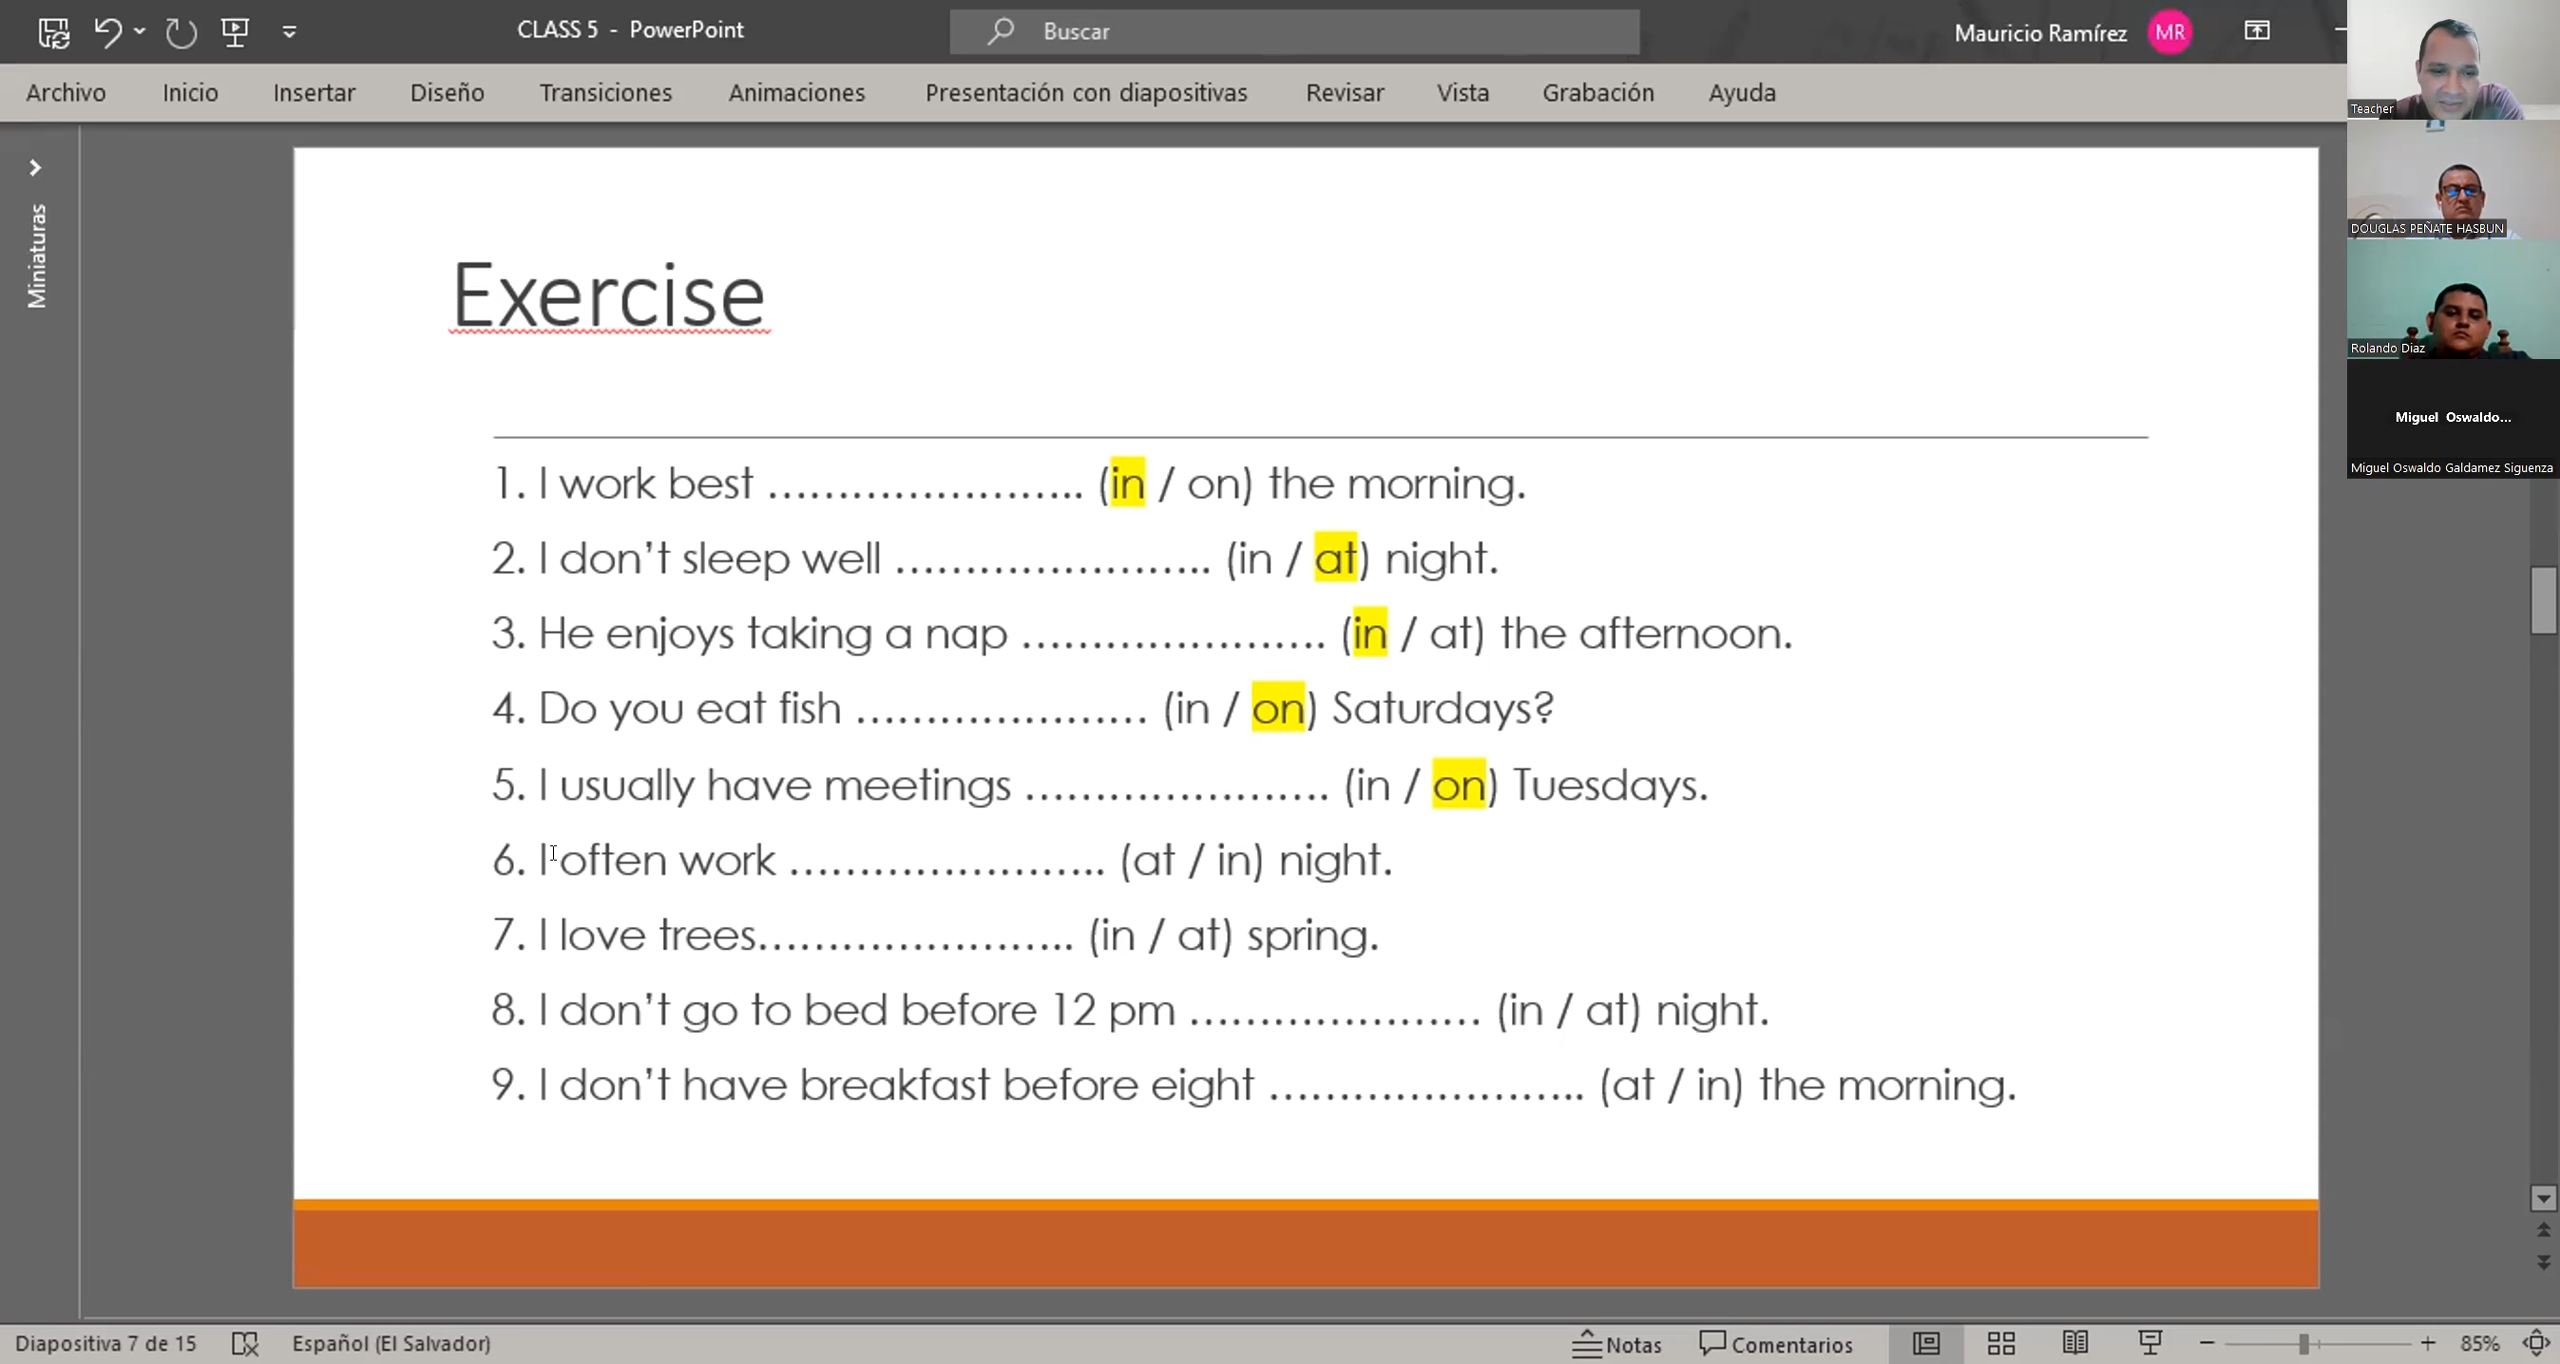 CLASS 5 - PowerPoint
Buscar
Mauricio Ramírez
MR
Archivo Inicio Insertar Diseño Transiciones Animaciones Presentación con diapositivas Revisar Vista Grabación Ayuda
Miniaturas
Teacher
DOUGLAS PEÑATE HASBUN
Rolando Diaz
Miguel Oswaldo...
Miguel Oswaldo Galdamez Siguenza
Exercise
1. I work best …………………….. (in / on) the morning.
2. I don’t sleep well …………………….. (in / at) night.
3. He enjoys taking a nap ……………………. (in / at) the afternoon.
4. Do you eat fish ………………… (in / on) Saturdays?
5. I usually have meetings ……………………. (in / on) Tuesdays.
6. I often work …………………….. (at / in) night.
7. I love trees…………………….. (in / at) spring.
8. I don’t go to bed before 12 pm ………………… (in / at) night.
9. I don’t have breakfast before eight …………………….. (at / in) the morning.
Diapositiva 7 de 15
Español (El Salvador)
Notas
Comentarios
85%